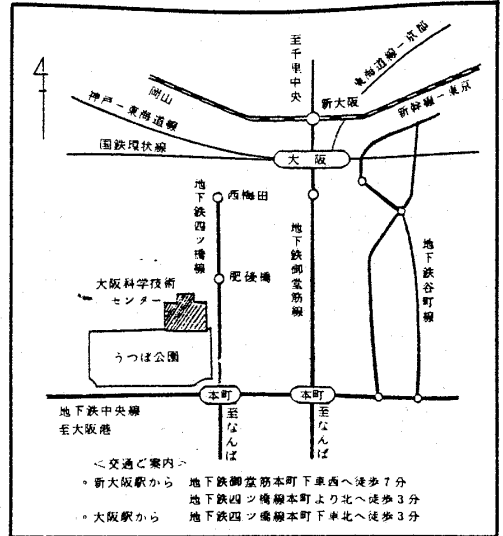 至千里中央
東海道線－京都
岡山
新大阪
新幹線－東京
神戸－東海道線
国鉄環状線
大阪
地下鉄四ツ橋線
西梅田
地下鉄御堂筋線
地下鉄谷町線
肥後橋
大阪科学技術
センター
うつぼ公園
本町
本町
地下鉄中央線
至大阪港
至なんば
至なんば
＜交通ご案内＞
◦ 新大阪駅から 地下鉄御堂筋本町下車西へ徒歩7分
地下鉄四ツ橋線本町より北へ徒歩3分
◦ 大阪駅から 地下鉄四ツ橋線本町下車北へ徒歩3分